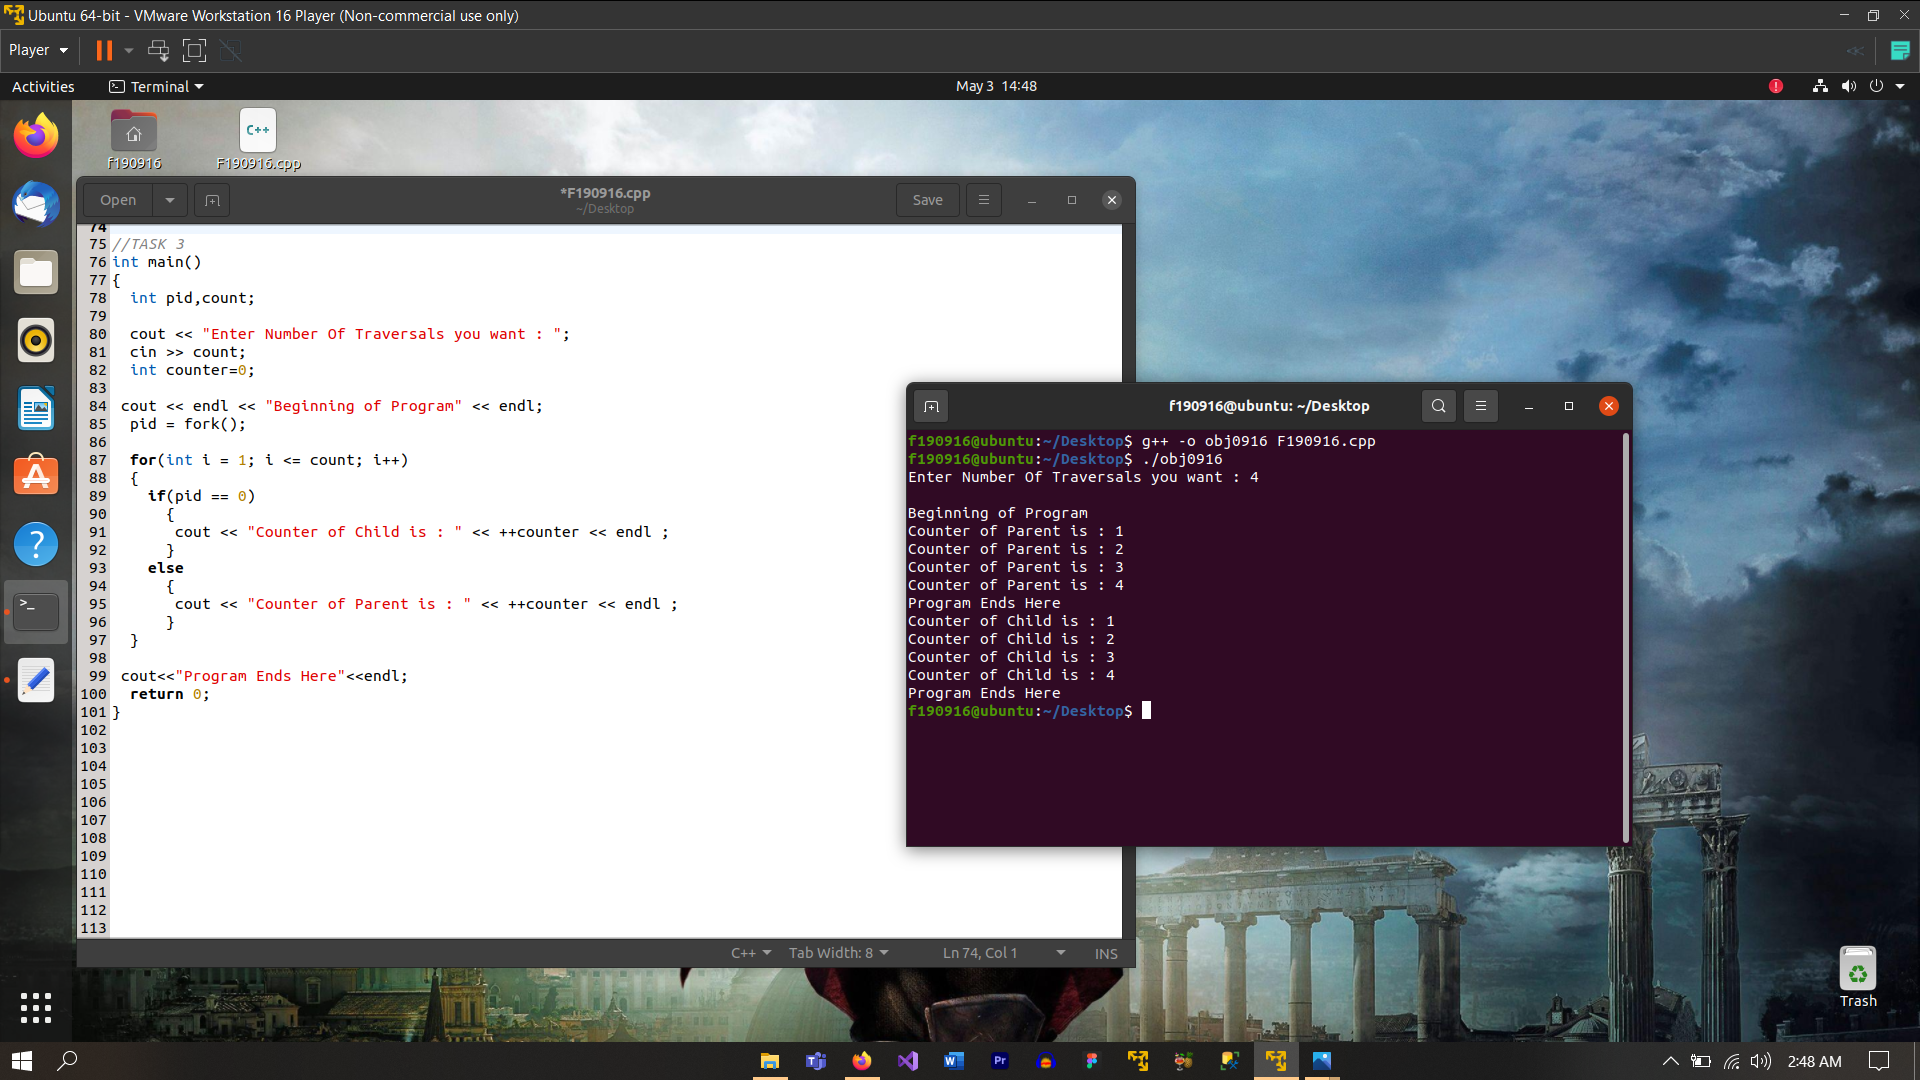 Ubuntu 64-bit - VMware Workstation 16 Player (Non-commercial use only)
Player
Activities
Terminal
May 3 14:48
f190916
C++
F190916.cpp
Open
*F190916.cpp
~/Desktop
Save
74
75 //TASK 3
76 int main()
77 {
78   int pid,count;
79
80   cout << "Enter Number Of Traversals you want : ";
81   cin >> count;
82   int counter=0;
83
84  cout << endl << "Beginning of Program" << endl;
85   pid = fork();
86
87   for(int i = 1; i <= count; i++)
88   {
89     if(pid == 0)
90       {
91        cout << "Counter of Child is : " << ++counter << endl ;
92       }
93     else
94       {
95        cout << "Counter of Parent is : " << ++counter << endl ;
96       }
97   }
98
99  cout<<"Program Ends Here"<<endl;
100   return 0;
101 }
102
103
104
105
106
107
108
109
110
111
112
113
C++
Tab Width: 8
Ln 74, Col 1
INS
f190916@ubuntu: ~/Desktop
f190916@ubuntu:~/Desktop$ g++ -o obj0916 F190916.cpp
f190916@ubuntu:~/Desktop$ ./obj0916
Enter Number Of Traversals you want : 4

Beginning of Program
Counter of Parent is : 1
Counter of Parent is : 2
Counter of Parent is : 3
Counter of Parent is : 4
Program Ends Here
Counter of Child is : 1
Counter of Child is : 2
Counter of Child is : 3
Counter of Child is : 4
Program Ends Here
f190916@ubuntu:~/Desktop$
Trash
2:48 AM